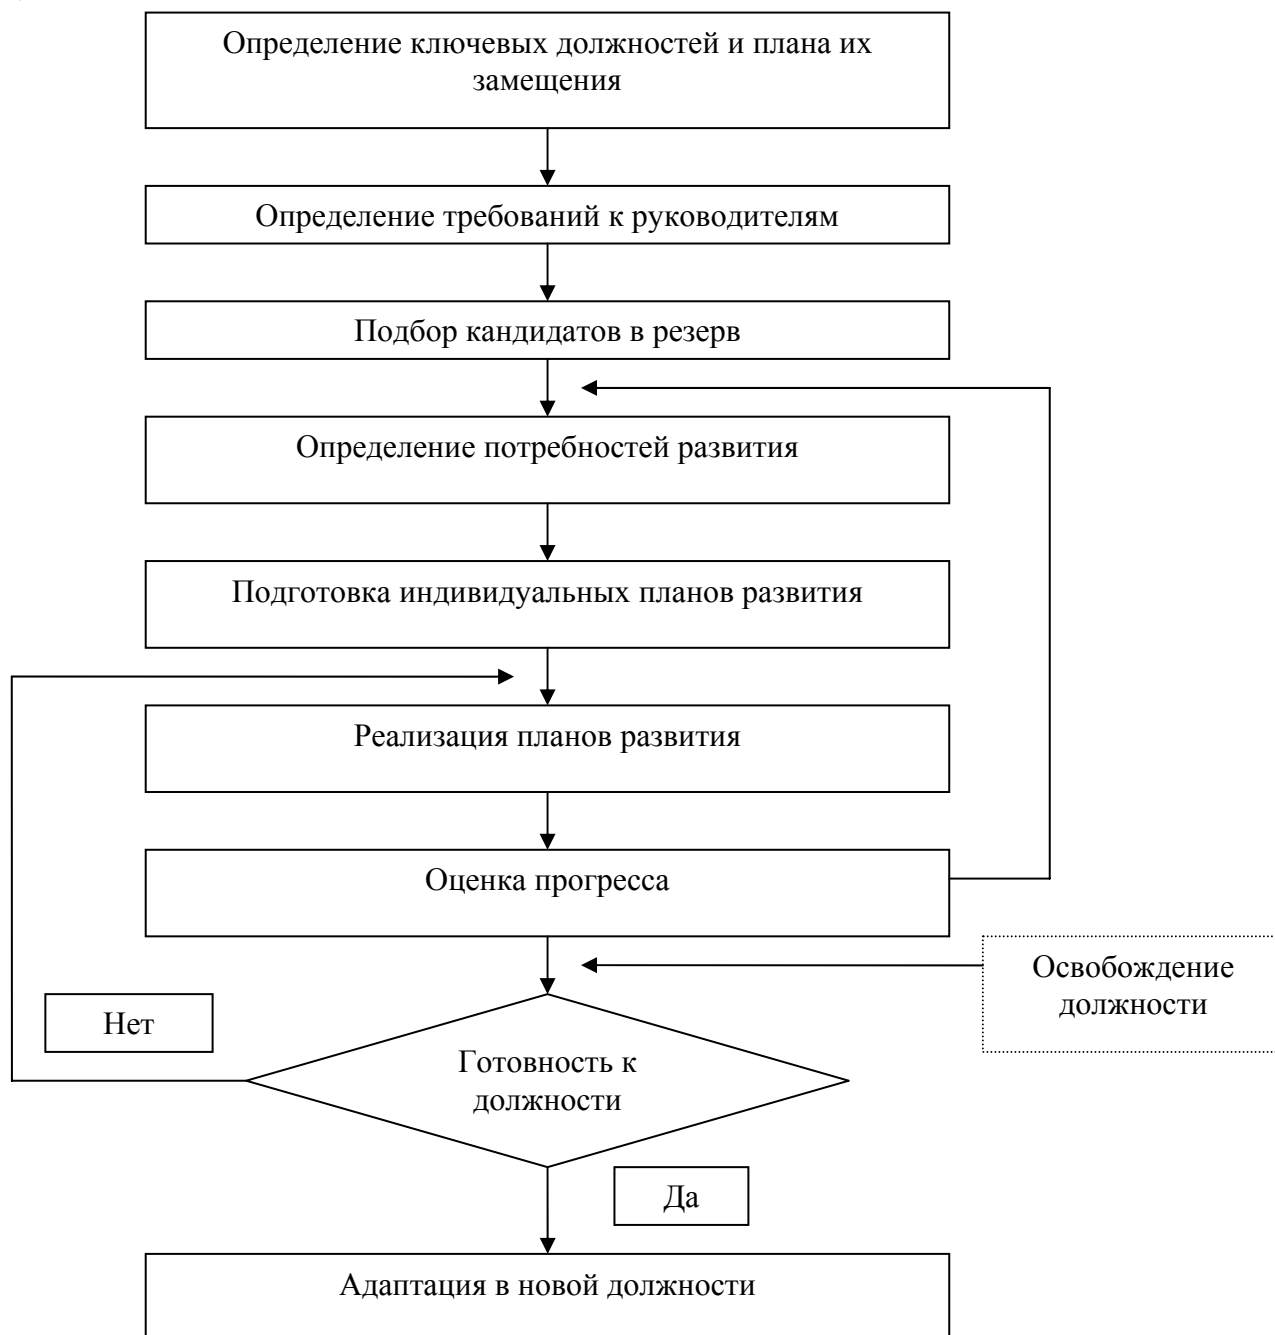 Определение ключевых должностей и плана их
замещения
Определение требований к руководителям
Подбор кандидатов в резерв
Определение потребностей развития
Подготовка индивидуальных планов развития
Реализация планов развития
Оценка прогресса
Освобождение
должности
Нет
Готовность к
должности
Да
Адаптация в новой должности